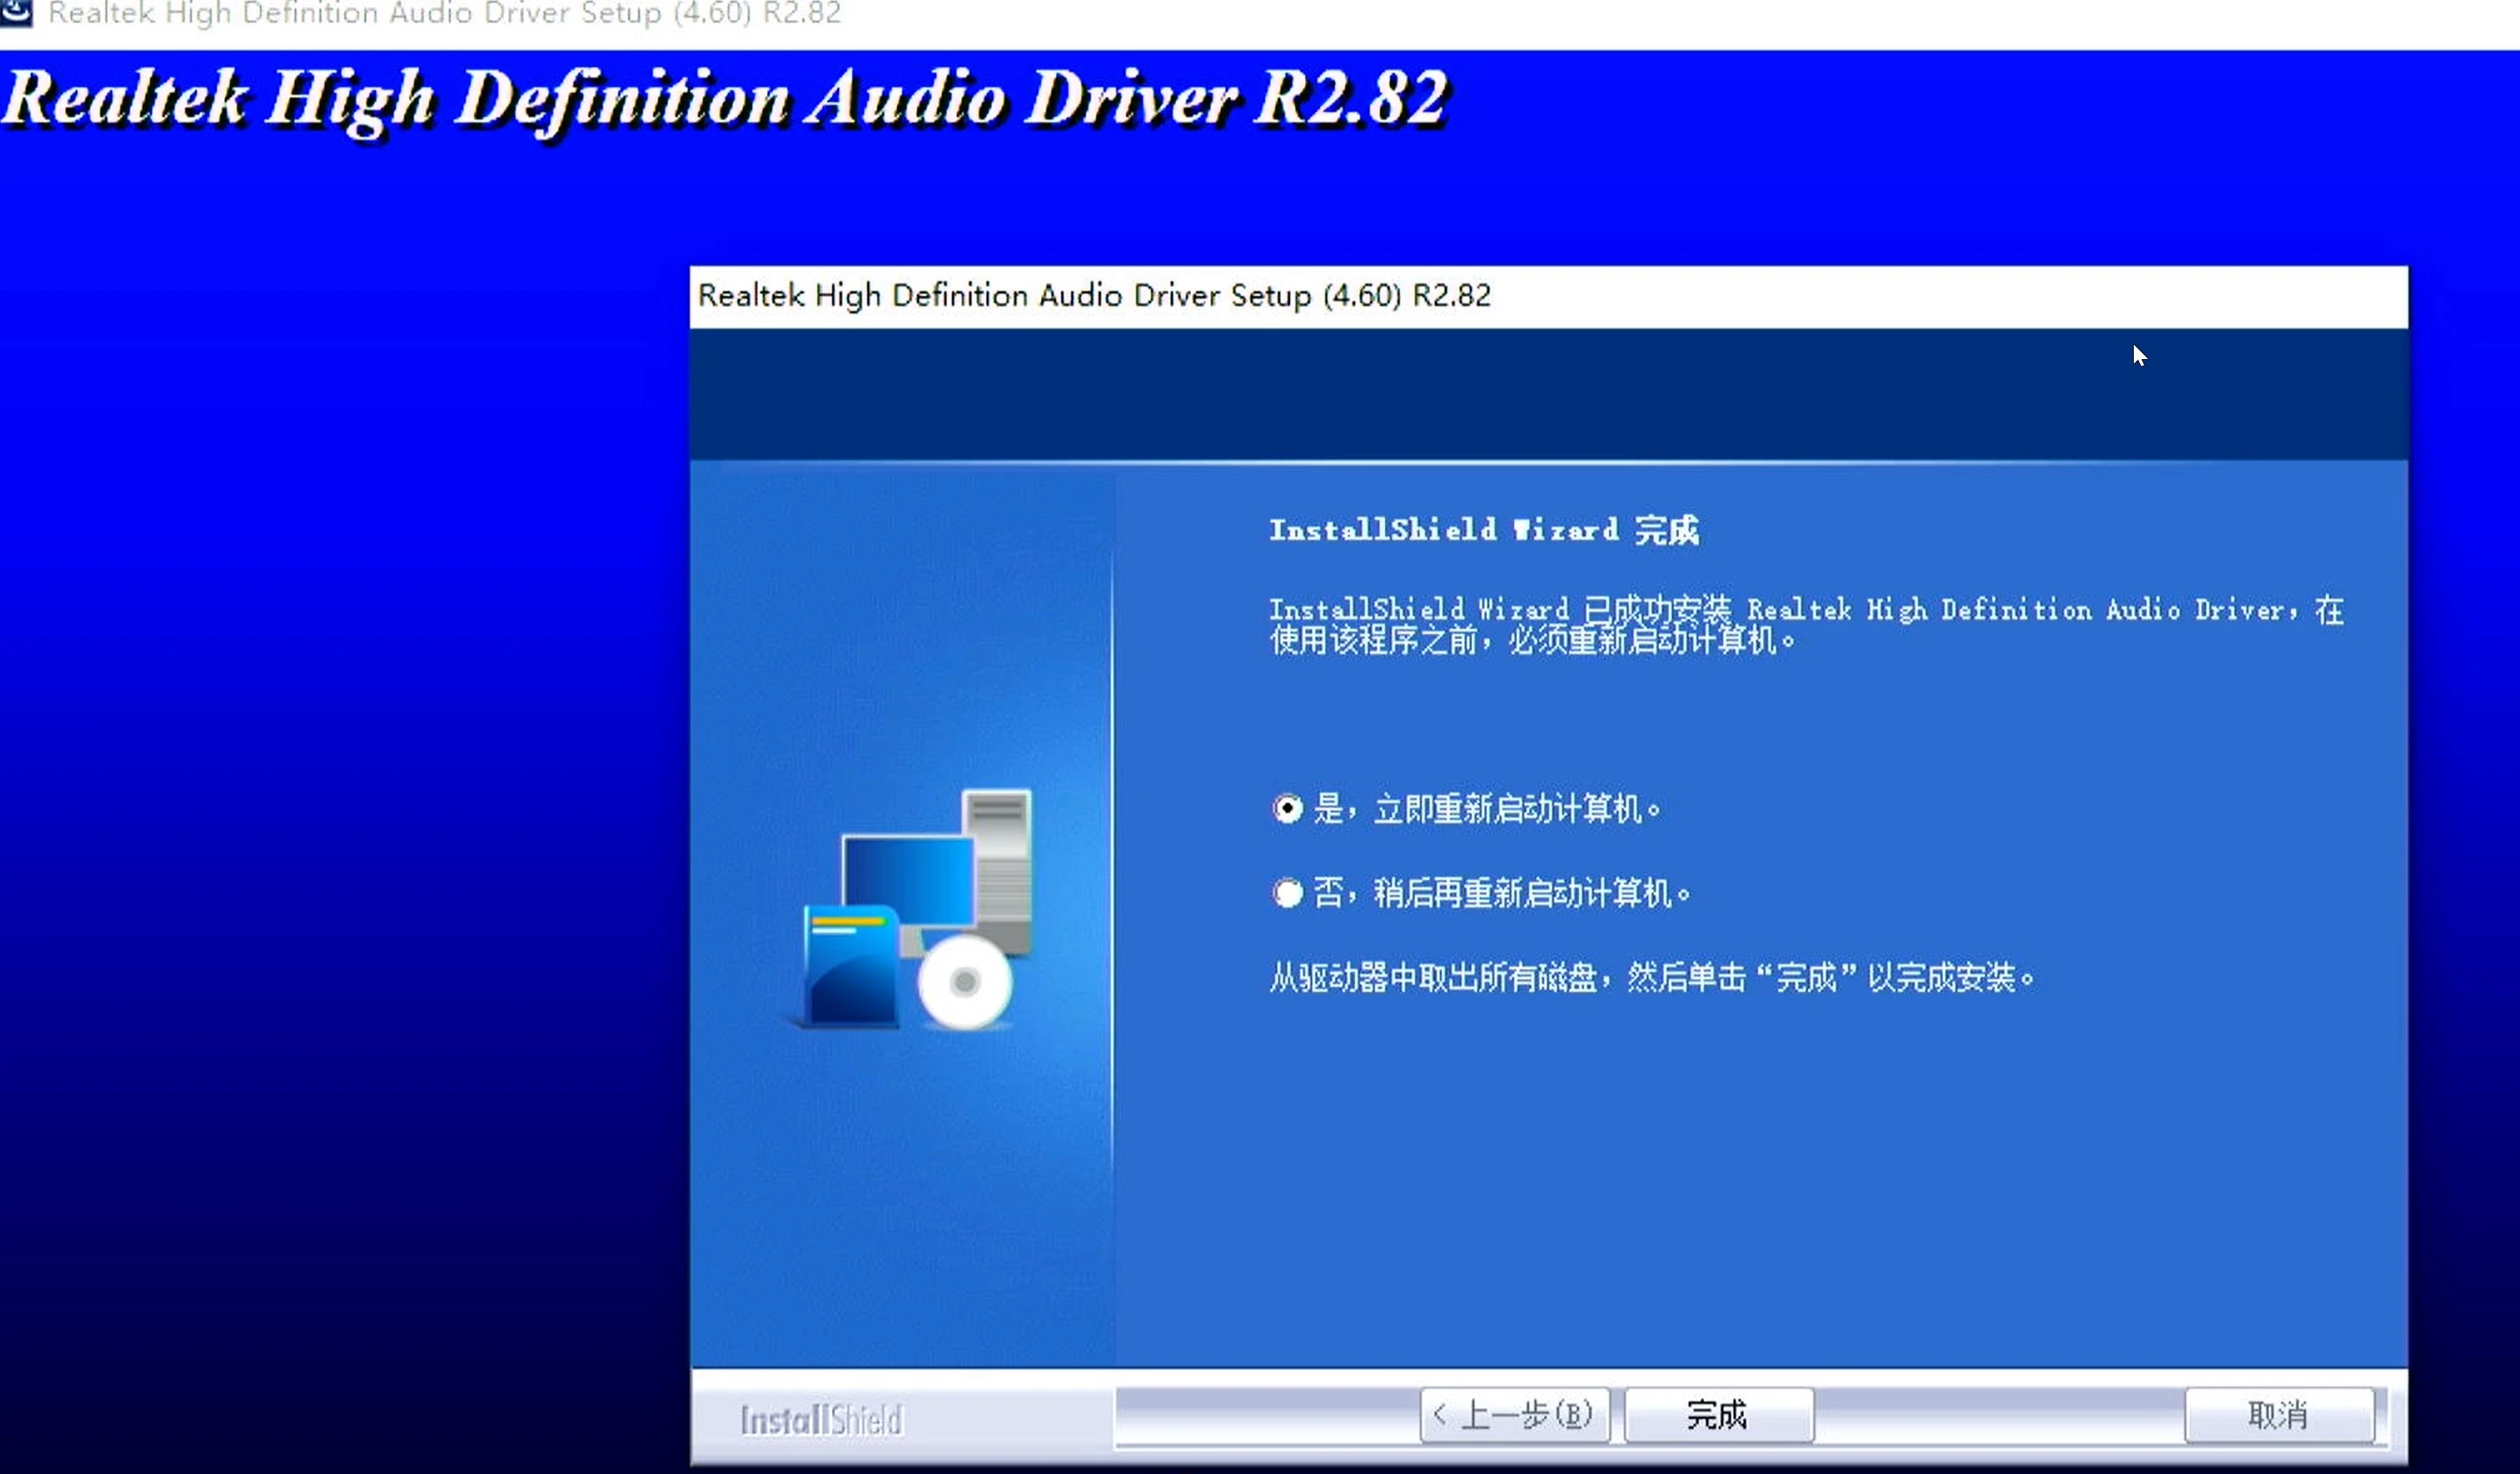 Realtek High Definition Audio Driver Setup (4.60) R2.82
Realtek High Definition Audio Driver R2.82
Realtek High Definition Audio Driver Setup (4.60) R2.82
InstallShield Wizard 完成
InstallShield Wizard 已成功安装 Realtek High Definition Audio Driver，在
使用该程序之前，必须重新启动计算机。
是，立即重新启动计算机。
否，稍后再重新启动计算机。
从驱动器中取出所有磁盘，然后单击“完成”以完成安装。
InstallShield
< 上一步(B)
完成
取消